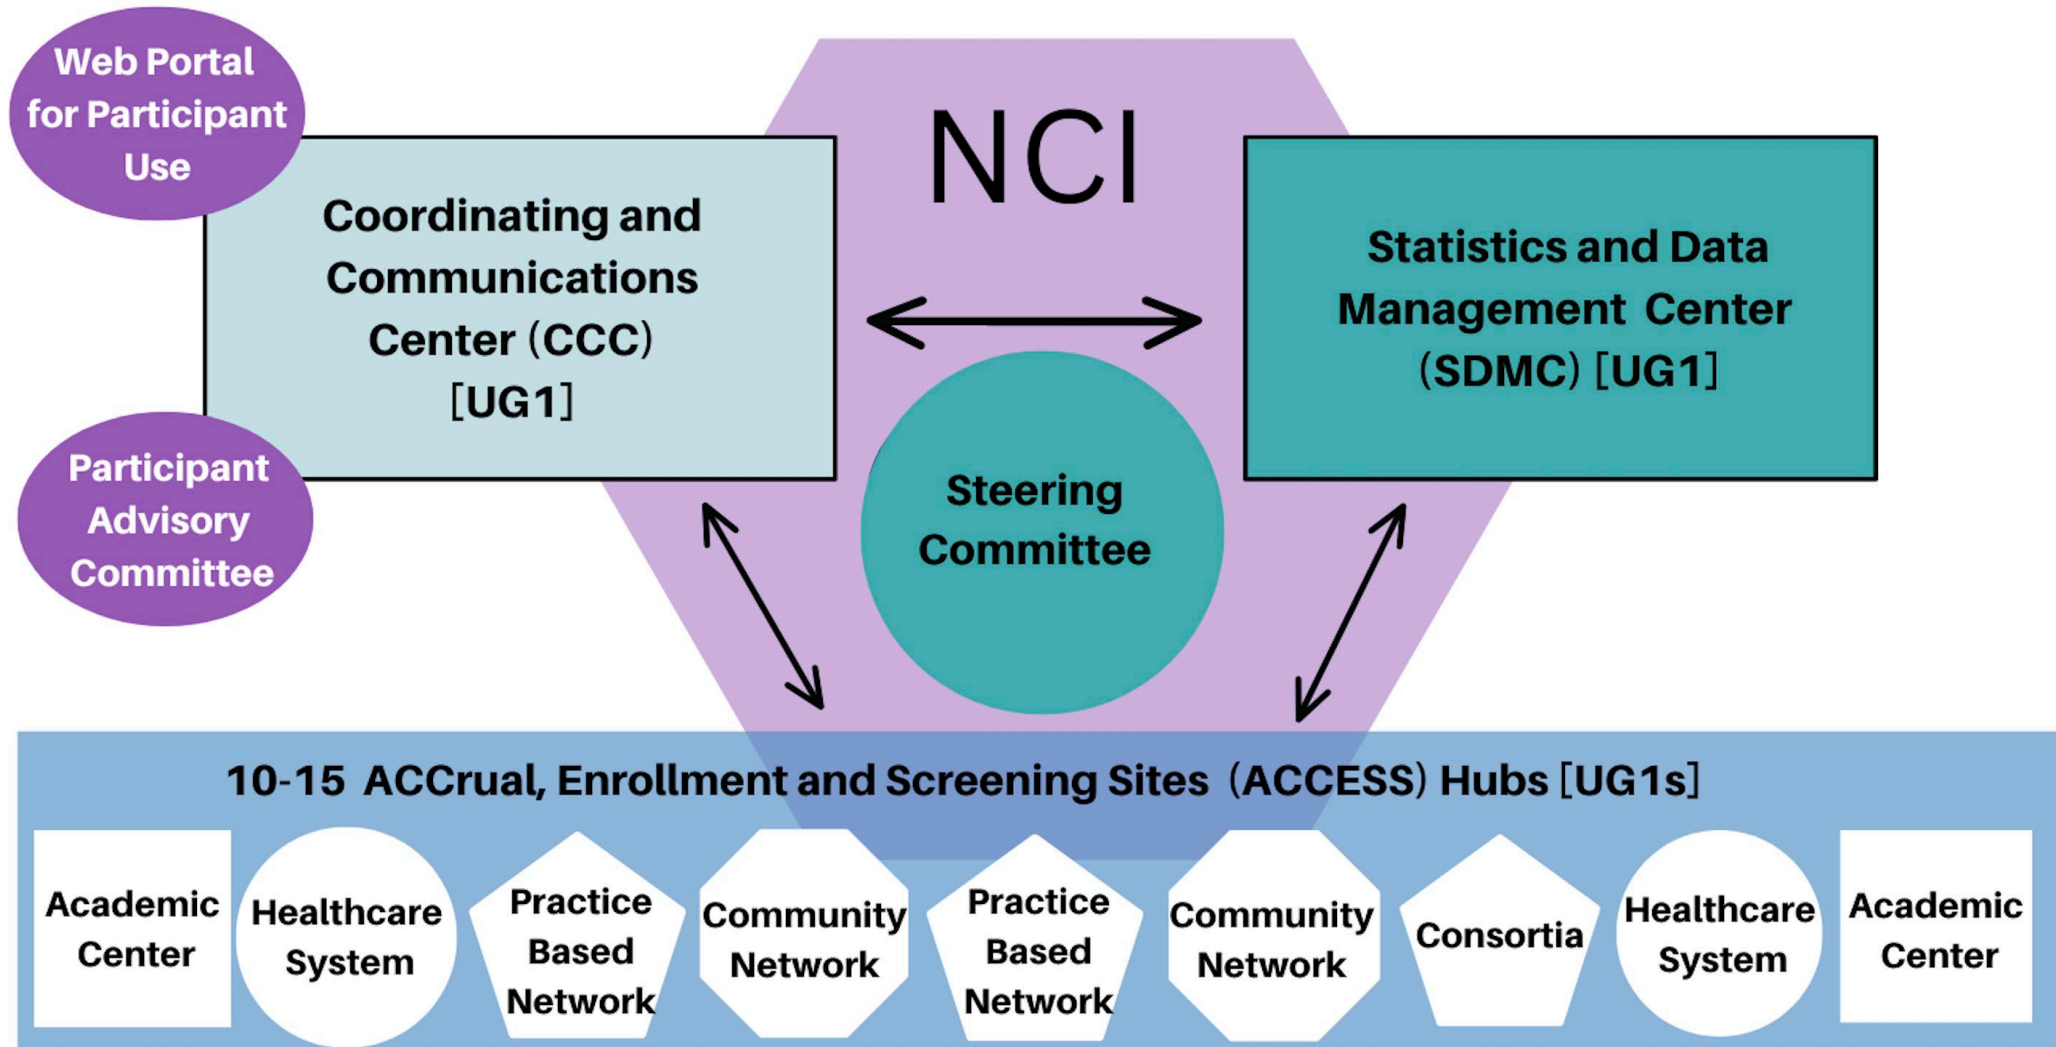 Web Portal
for Participant
Use
NCI
Coordinating and
Communications
Center (CCC)
[UG1]
Statistics and Data
Management Center
(SDMC) [UG1]
Participant
Advisory
Committee
Steering
Committee
10-15 ACCrual, Enrollment and Screening Sites (ACCESS) Hubs [UG1s]
Academic
Center
Healthcare
System
Practice
Based
Network
Community
Network
Practice
Based
Network
Community
Network
Consortia
Healthcare
System
Academic
Center